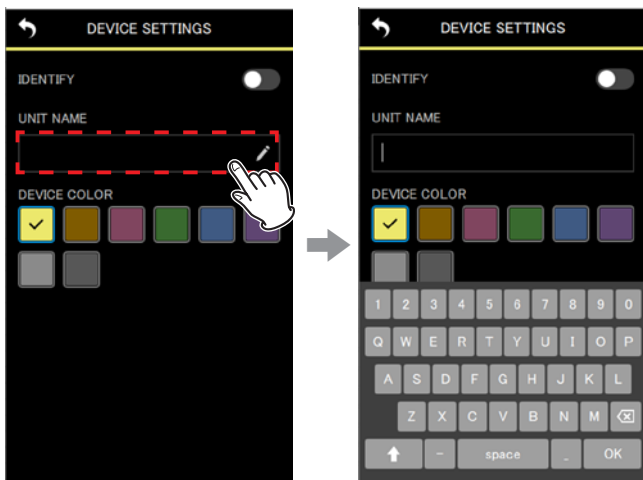 DEVICE SETTINGS
IDENTIFY
UNIT NAME
DEVICE COLOR
DEVICE SETTINGS
IDENTIFY
UNIT NAME
DEVICE COLOR
1 2 3 4 5 6 7 8 9 0
Q W E R T Y U I O P
A S D F G H J K L
Z X C V B N M
- space _ OK